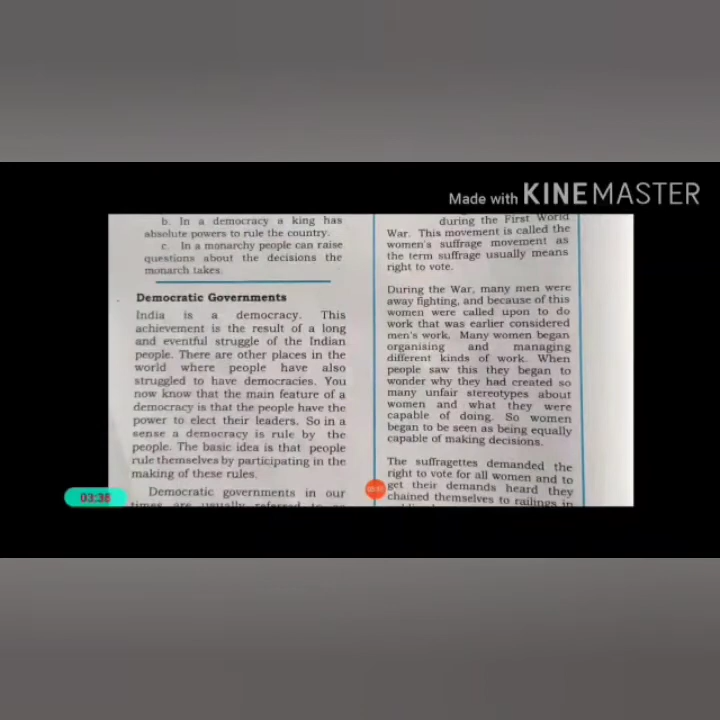 Made with KINEMASTER
b. In a democracy a king has
absolute powers to rule the country.
c. In a monarchy people can raise
questions about the decisions the
monarch takes.
Democratic Governments
India is a democracy. This
achievement is the result of a long
and eventful struggle of the Indian
people. There are other places in the
world where people have also
struggled to have democracies. You
now know that the main feature of a
democracy is that the people have the
power to elect their leaders. So in a
sense a democracy is rule by the
people. The basic idea is that people
rule themselves by participating in the
making of these rules.
Democratic governments in our
times are usually referred to as
during the First World
War. This movement is called the
women's suffrage movement as
the term suffrage usually means
right to vote.
During the War, many men were
away fighting, and because of this
women were called upon to do
work that was earlier considered
men's work. Many women began
organising and managing
different kinds of work. When
people saw this they began to
wonder why they had created so
many unfair stereotypes about
women and what they were
capable of doing. So women
began to be seen as being equally
capable of making decisions.
The suffragettes demanded the
right to vote for all women and to
get their demands heard they
chained themselves to railings in
03:38